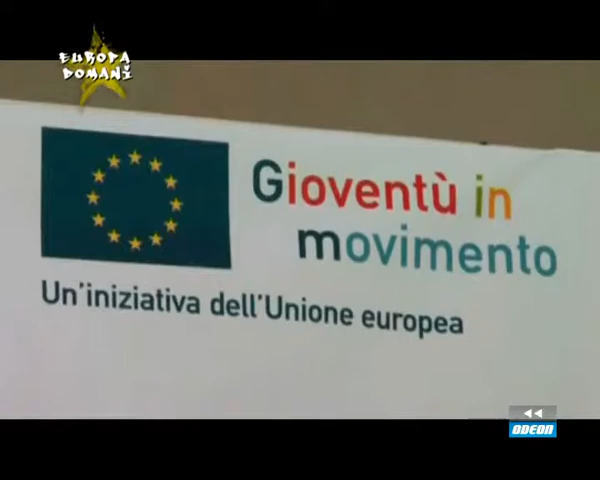 EUROPA
DOMANI
Gioventù in
movimento
Un'iniziativa dell'Unione europea
ODEON